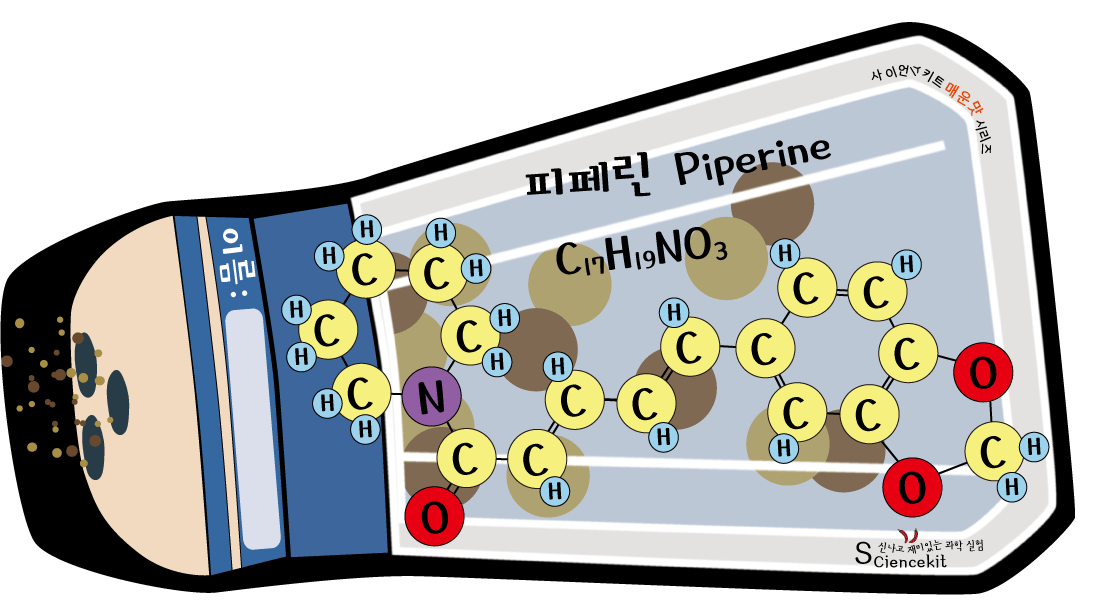 사이언스키트 매운맛 시리즈
피페린 Piperine
C₁₇H₁₉NO₃
이름:
H H
H C C H
H H
H C C
H C C H H
H H
C C C O
H
H C N C C C C
H
H H
C C C H
O H O H
신나고 재미있는 과학 실험
SCiencekit